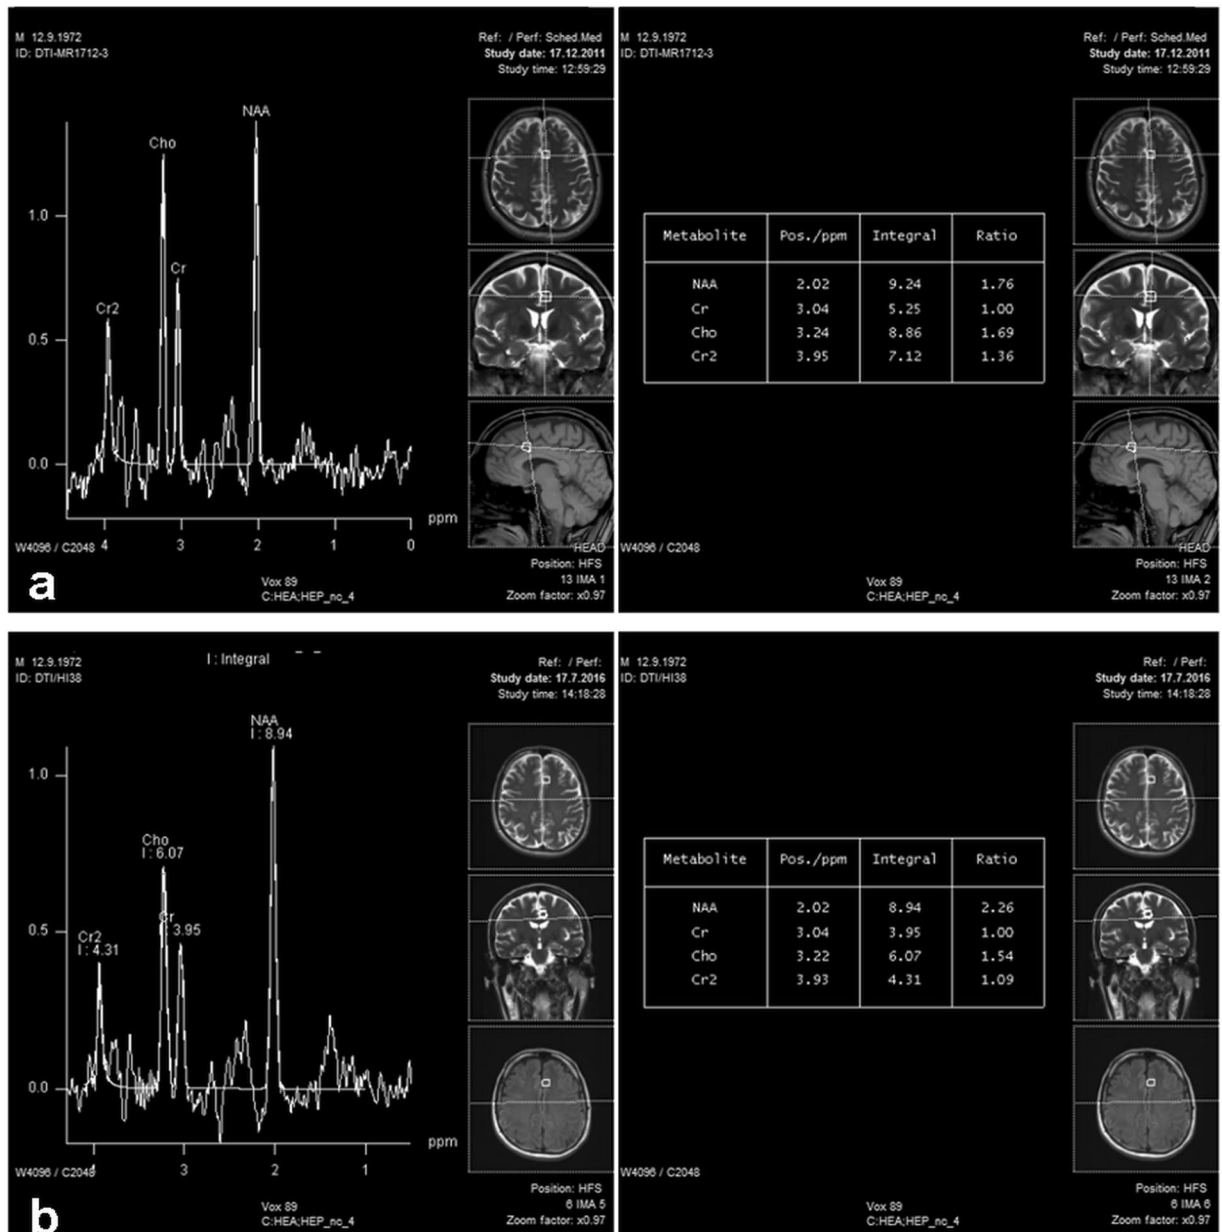 M 12.9.1972
ID: DTI-MR1712-3
Ref: / Perf: Sched.Med
Study date: 17.12.2011
Study time: 12:59:29
NAA
Cho
Cr
Cr2
1.0
0.5
0.0
4 3 2 1 0
ppm
W4096 / C2048
HEAD
Position: HFS
13 IMA 1
Zoom factor: x0.97
Vox 89
C:HEA;HEP_nc_4
a
M 12.9.1972
ID: DTI-MR1712-3
Ref: / Perf: Sched.Med
Study date: 17.12.2011
Study time: 12:59:29
Metabolite Pos./ppm Integral Ratio
NAA 2.02 9.24 1.76
Cr 3.04 5.25 1.00
Cho 3.24 8.86 1.69
Cr2 3.95 7.12 1.36
W4096 / C2048
HEAD
Position: HFS
13 IMA 2
Zoom factor: x0.97
Vox 89
C:HEA;HEP_nc_4
M 12.9.1972
ID: DTI/HI38
I : Integral
Ref: / Perf:
Study date: 17.7.2016
Study time: 14:18:28
NAA
I : 8.94
Cho
I : 6.07
Cr
: 3.95
Cr2
I : 4.31
1.0
0.5
0.0
4 3 2 1
ppm
W4096 / C2048
Position: HFS
6 IMA 5
Zoom factor: x0.97
Vox 89
C:HEA;HEP_nc_4
b
M 12.9.1972
ID: DTI/HI38
Ref: / Perf:
Study date: 17.7.2016
Study time: 14:18:28
Metabolite Pos./ppm Integral Ratio
NAA 2.02 8.94 2.26
Cr 3.04 3.95 1.00
Cho 3.22 6.07 1.54
Cr2 3.93 4.31 1.09
W4096 / C2048
Position: HFS
6 IMA 6
Zoom factor: x0.97
Vox 89
C:HEA;HEP_nc_4